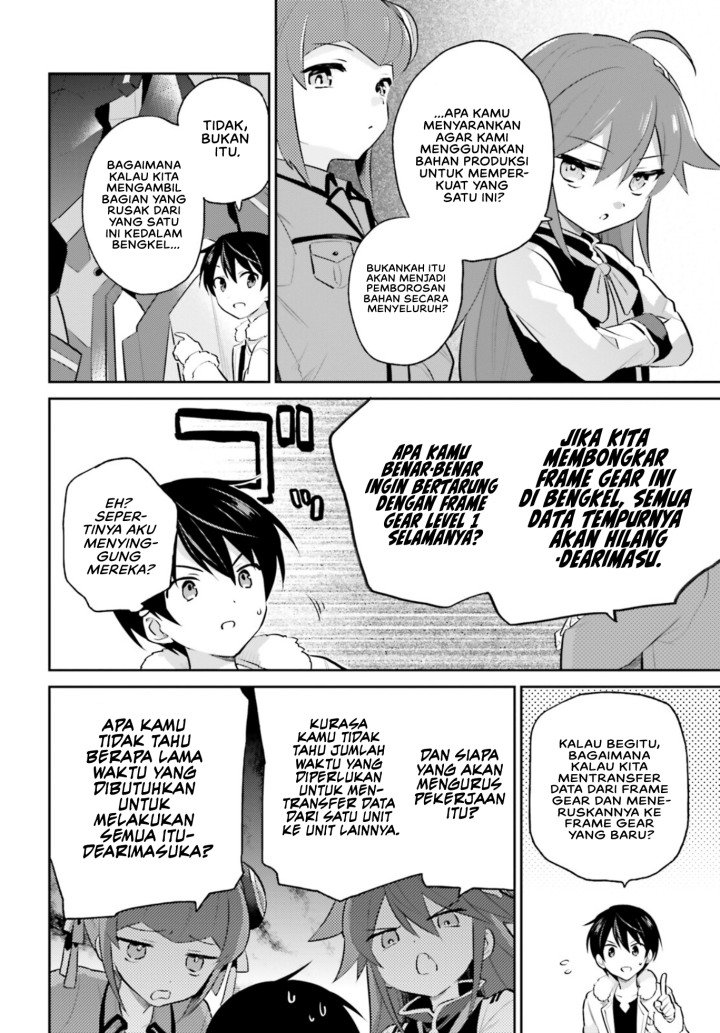 ...APA KAMU
MENYARANKAN
AGAR KAMI
MENGGUNAKAN
BAHAN PRODUKSI
UNTUK MEMPER-
KUAT YANG
SATU INI?
BUKANKAH ITU
AKAN MENJADI
PEMBOROSAN
BAHAN SECARA
MENYELURUH?
TIDAK,
BUKAN
ITU.
BAGAIMANA
KALAU KITA
MENGAMBIL
BAGIAN YANG
RUSAK DARI
YANG SATU
INI KEDALAM
BENGKEL...
JIKA KITA
MEMBONGKAR
FRAME GEAR INI
DI BENGKEL, SEMUA
DATA TEMPURNYA
AKAN HILANG
-DEARIMASU.
APA KAMU
BENAR-BENAR
INGIN BERTARUNG
DENGAN FRAME
GEAR LEVEL 1
SELAMANYA?
EH?
SEPER-
TINYA AKU
MENYING-
GUNG
MEREKA?
KALAU BEGITU,
BAGAIMANA
KALAU KITA
MENTRANSFER
DATA DARI FRAME
GEAR DAN MENE-
RUSKANNYA KE
FRAME GEAR
YANG BARU?
DAN SIAPA
YANG AKAN
MENGURUS
PEKERJAAN
ITU?
KURASA
KAMU TIDAK
TAHU JUMLAH
WAKTU YANG
DIPERLUKAN
UNTUK MEN-
TRANSFER DATA
DARI SATU UNIT
KE UNIT LAINNYA.
APA KAMU
TIDAK TAHU
BERAPA LAMA
WAKTU YANG
DIBUTUHKAN
UNTUK
MELAKUKAN
SEMUA ITU-
DEARIMASUKA?